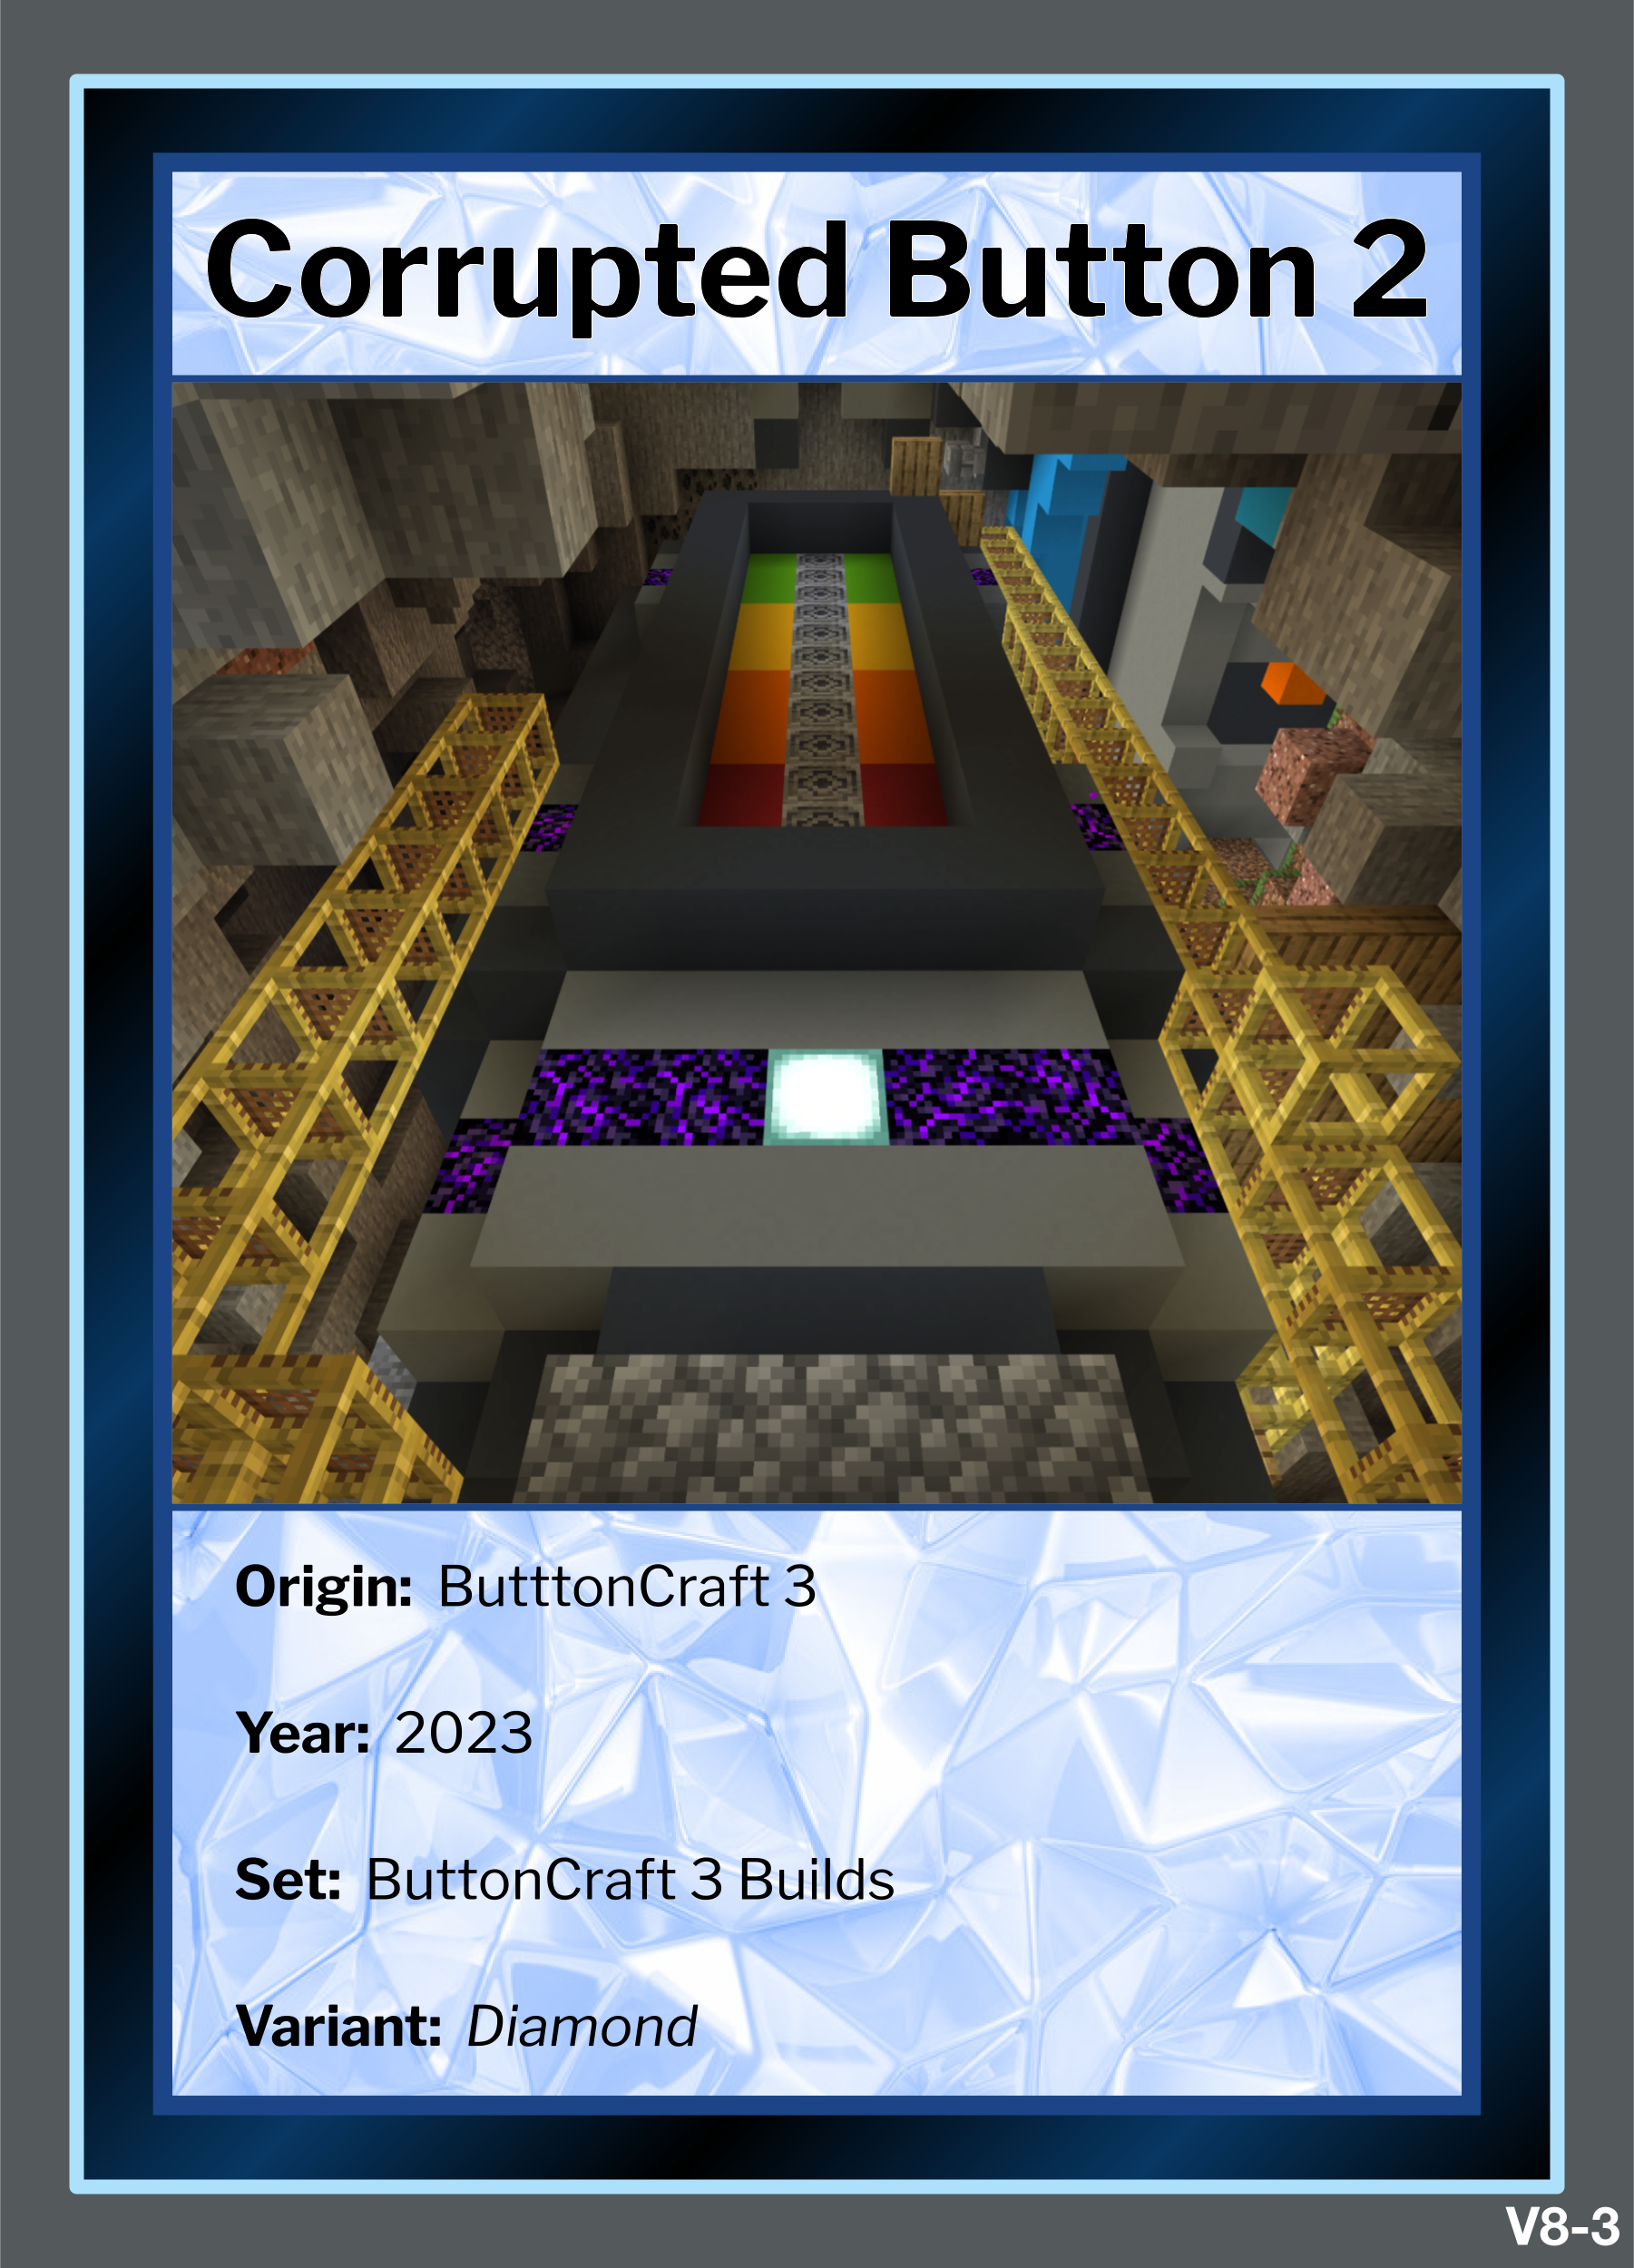 Corrupted Button 2
Origin: ButttonCraft 3
Year: 2023
Set: ButtonCraft 3 Builds
Variant: Diamond
V8-3